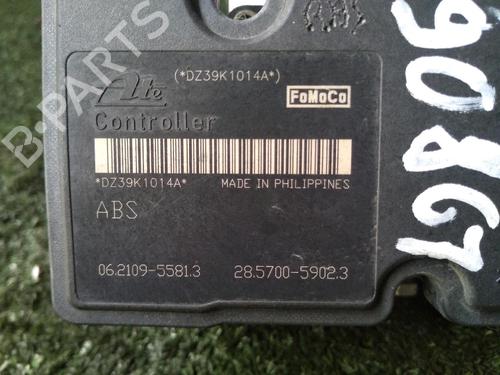 (*DZ39K1014A*)
Ate
FoMoCo
Controller
*DZ39K1014A*
MADE IN PHILIPPINES
ABS
06.2109-5581.3
28.5700-5902.3
B-PARTS